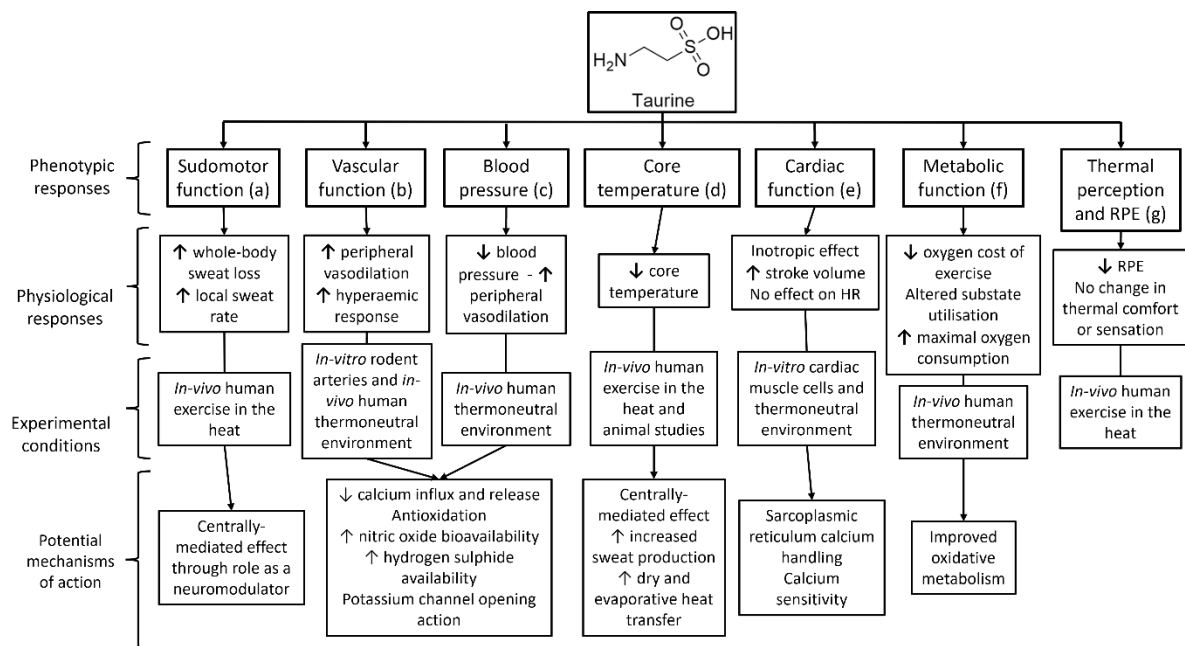 H₂N
S
O
O
OH
Taurine
Phenotypic
responses
Sudomotor
function (a)
Vascular
function (b)
Blood
pressure (c)
Core
temperature (d)
Cardiac
function (e)
Metabolic
function (f)
Thermal
perception
and RPE (g)
Physiological
responses
↑ whole-body
sweat loss
↑ local sweat
rate
↑ peripheral
vasodilation
↑ hyperaemic
response
↓ blood
pressure - ↑
peripheral
vasodilation
↓ core
temperature
Inotropic effect
↑ stroke volume
No effect on HR
↓ oxygen cost of
exercise
Altered substate
utilisation
↑ maximal oxygen
consumption
↓ RPE
No change in
thermal comfort
or sensation
Experimental
conditions
In-vivo human
exercise in the
heat
In-vitro rodent
arteries and in-
vivo human
thermoneutral
environment
In-vivo human
thermoneutral
environment
In-vivo human
exercise in the
heat and
animal studies
In-vitro cardiac
muscle cells and
thermoneutral
environment
In-vivo human
thermoneutral
environment
In-vivo human
exercise in the
heat
Potential
mechanisms
of action
Centrally-
mediated effect
through role as a
neuromodulator
↓ calcium influx and release
Antioxidation
↑ nitric oxide bioavailability
↑ hydrogen sulphide
availability
Potassium channel opening
action
Centrally-
mediated effect
↑ increased
sweat production
↑ dry and
evaporative heat
transfer
Sarcoplasmic
reticulum calcium
handling
Calcium
sensitivity
Improved
oxidative
metabolism